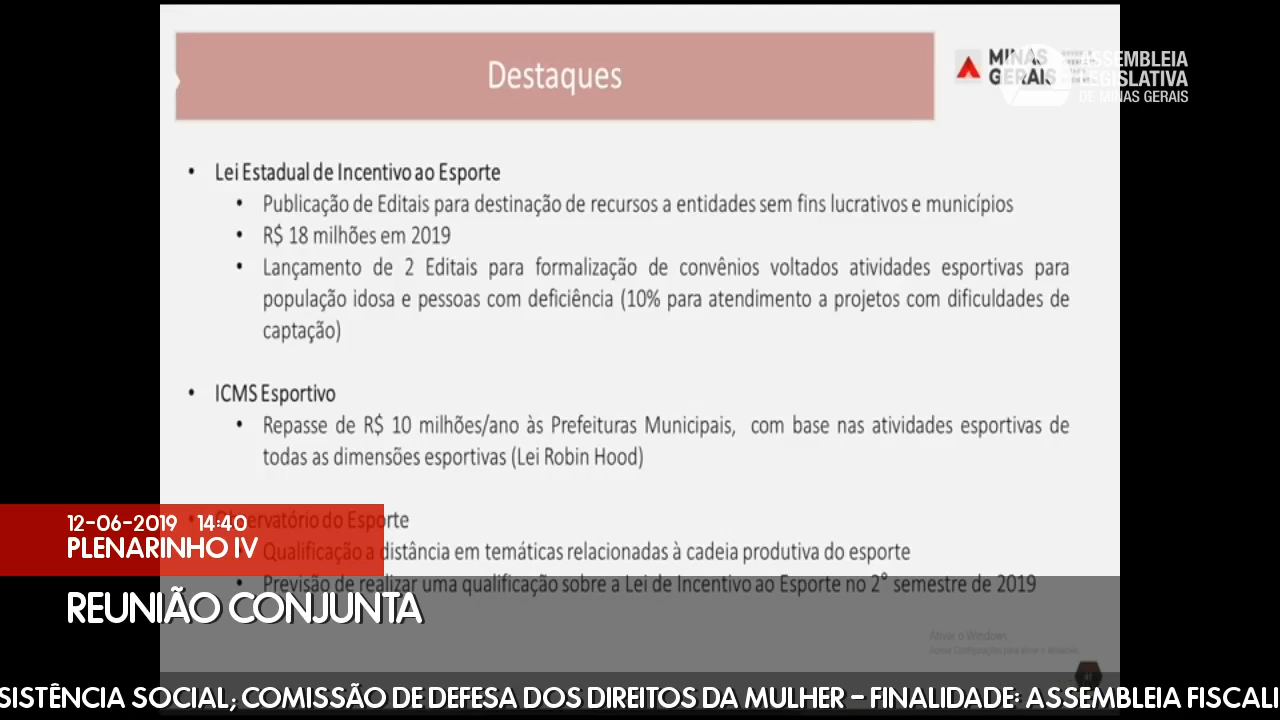 Destaques
MINAS GERAIS
ASSEMBLEIA
LEGISLATIVA
DE MINAS GERAIS
• Lei Estadual de Incentivo ao Esporte
• Publicação de Editais para destinação de recursos a entidades sem fins lucrativos e municípios
• R$ 18 milhões em 2019
• Lançamento de 2 Editais para formalização de convênios voltados atividades esportivas para
população idosa e pessoas com deficiência (10% para atendimento a projetos com dificuldades de
captação)
• ICMS Esportivo
• Repasse de R$ 10 milhões/ano às Prefeituras Municipais, com base nas atividades esportivas de
todas as dimensões esportivas (Lei Robin Hood)
• Observatório do Esporte
Qualificação a distância em temáticas relacionadas à cadeia produtiva do esporte
• Previsão de realizar uma qualificação sobre a Lei de Incentivo ao Esporte no 2° semestre de 2019
12-06-2019 14:40
PLENARINHO IV
REUNIÃO CONJUNTA
Ativar o Windows
41
SISTÊNCIA SOCIAL; COMISSÃO DE DEFESA DOS DIREITOS DA MULHER - FINALIDADE: ASSEMBLEIA FISCALI